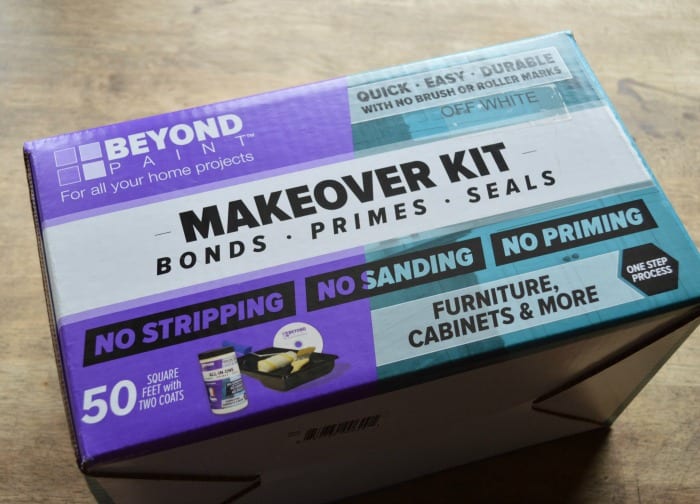 BEYOND
PAINT™
For all your home projects
QUICK · EASY · DURABLE
WITH NO BRUSH OR ROLLER MARKS
OFF WHITE
MAKEOVER KIT
BONDS · PRIMES · SEALS
NO STRIPPING
NO SANDING
NO PRIMING
FURNITURE,
CABINETS & MORE
ONE STEP
PROCESS
50
SQUARE
FEET with
TWO COATS
BEYOND
ALL-IN-ONE